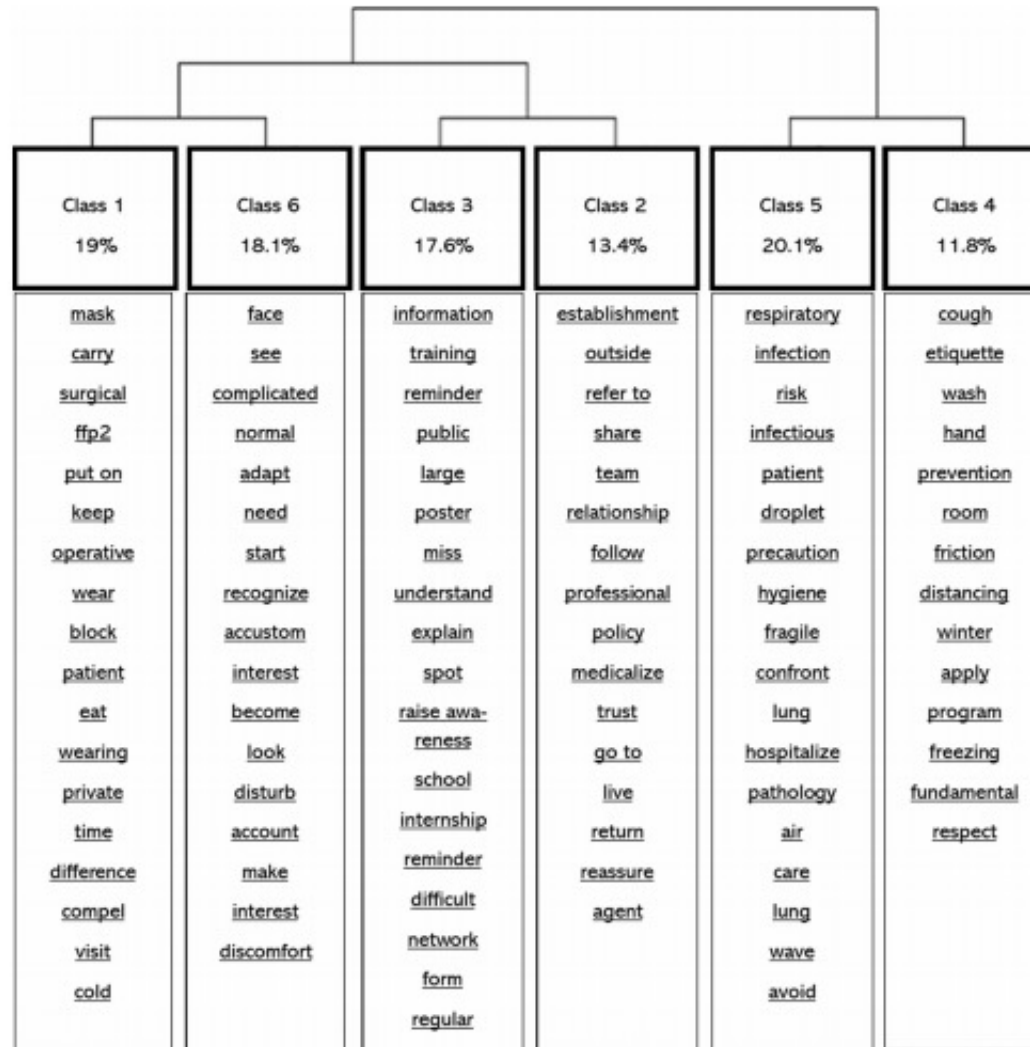 Class 1
19%
Class 6
18.1%
Class 3
17.6%
Class 2
13.4%
Class 5
20.1%
Class 4
11.8%
mask
carry
surgical
ffp2
put on
keep
operative
wear
block
patient
eat
wearing
private
time
difference
compel
visit
cold
face
see
complicated
normal
adapt
need
start
recognize
accustom
interest
become
look
disturb
account
make
interest
discomfort
information
training
reminder
public
large
poster
miss
understand
explain
spot
raise awa-
reness
school
internship
reminder
difficult
network
form
regular
establishment
outside
refer to
share
team
relationship
follow
professional
policy
medicalize
trust
go to
live
return
reassure
agent
respiratory
infection
risk
infectious
patient
droplet
precaution
hygiene
fragile
confront
lung
hospitalize
pathology
air
care
lung
wave
avoid
cough
etiquette
wash
hand
prevention
room
friction
distancing
winter
apply
program
freezing
fundamental
respect